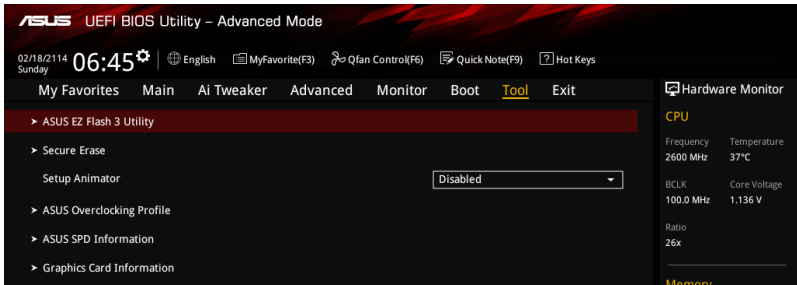 ASUS UEFI BIOS Utility – Advanced Mode
02/18/2114
Sunday
06:45
English MyFavorite(F3) Qfan Control(F6) Quick Note(F9) ? Hot Keys
My Favorites Main Ai Tweaker Advanced Monitor Boot Tool Exit
Hardware Monitor
> ASUS EZ Flash 3 Utility
> Secure Erase
Setup Animator Disabled
> ASUS Overclocking Profile
> ASUS SPD Information
> Graphics Card Information
CPU
Frequency Temperature
2600 MHz 37°C
BCLK Core Voltage
100.0 MHz 1.136 V
Ratio
26x
Memory